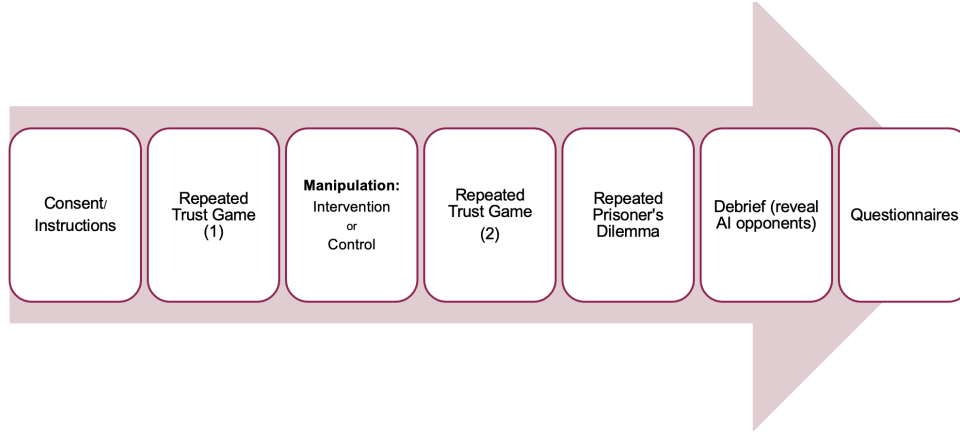 Consent/
Instructions
Repeated
Trust Game
(1)
Manipulation:
Intervention
or
Control
Repeated
Trust Game
(2)
Repeated
Prisoner's
Dilemma
Debrief (reveal
AI opponents)
Questionnaires